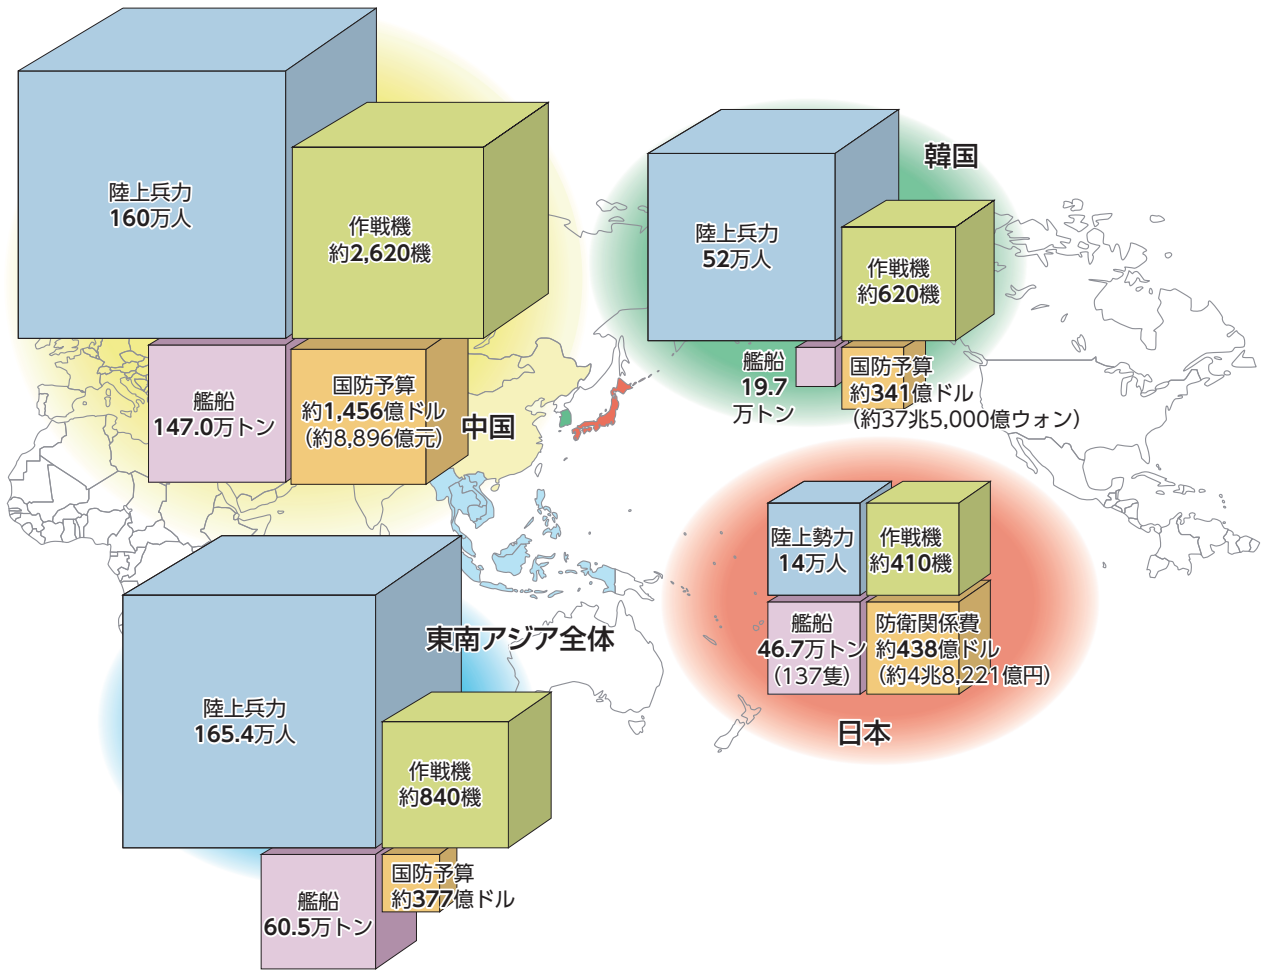 陸上兵力
160万人
作戦機
約2,620機
艦船
147.0万トン
国防予算
約1,456億ドル
（約8,896億元）
中国
韓国
陸上兵力
52万人
作戦機
約620機
艦船
19.7
万トン
国防予算
約341億ドル
（約37兆5,000億ウォン）
陸上勢力
14万人
作戦機
約410機
艦船
46.7万トン
（137隻）
防衛関係費
約438億ドル
（約4兆8,221億円）
日本
東南アジア全体
陸上兵力
165.4万人
作戦機
約840機
艦船
60.5万トン
国防予算
約377億ドル